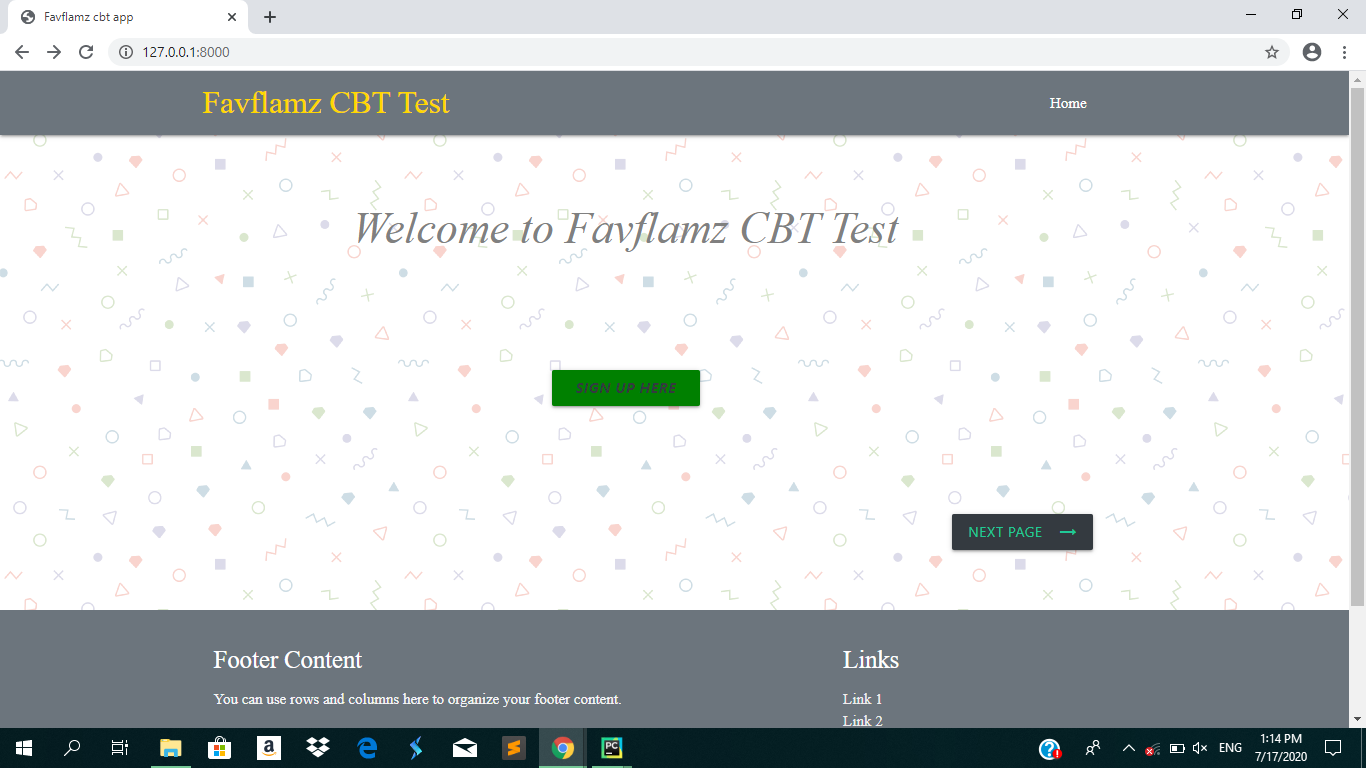 Favflamz cbt app
127.0.0.1:8000
Favflamz CBT Test
Home
Welcome to Favflamz CBT Test
SIGN UP HERE
NEXT PAGE
Footer Content
Links
You can use rows and columns here to organize your footer content.
Link 1
Link 2
a
PC
ENG
1:14 PM
7/17/2020